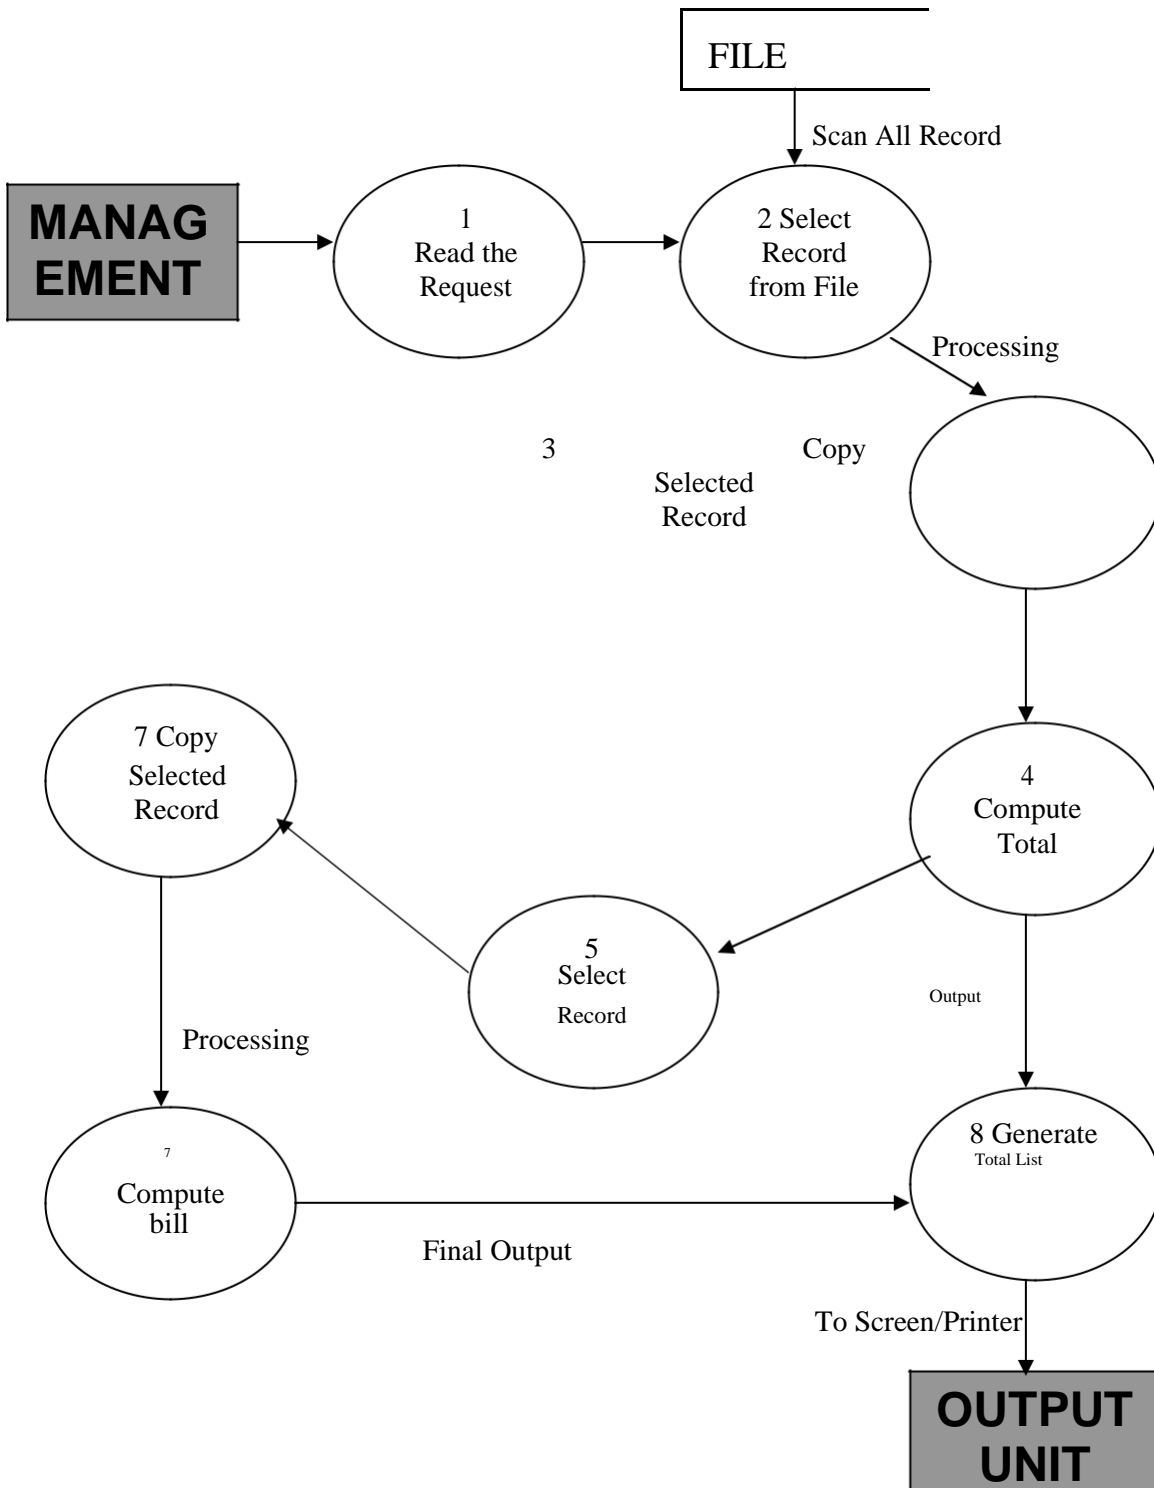 FILE
Scan All Record
MANAG
EMENT
1
Read the
Request
2 Select
Record
from File
Processing
3 Copy
Selected
Record
7 Copy
Selected
Record
4
Compute
Total
5
Select
Record
Output
Processing
7
Compute
bill
8 Generate
Total List
Final Output
To Screen/Printer
OUTPUT
UNIT